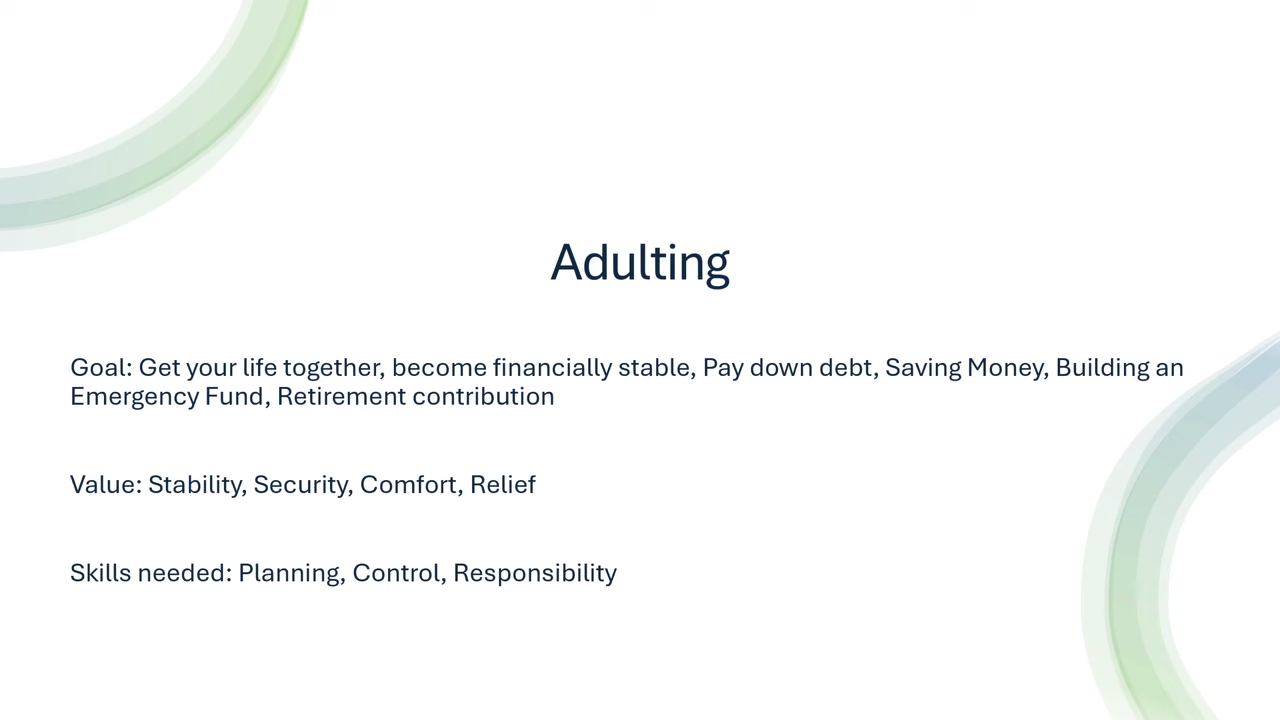 Adulting
Goal: Get your life together, become financially stable, Pay down debt, Saving Money, Building an
Emergency Fund, Retirement contribution
Value: Stability, Security, Comfort, Relief
Skills needed: Planning, Control, Responsibility